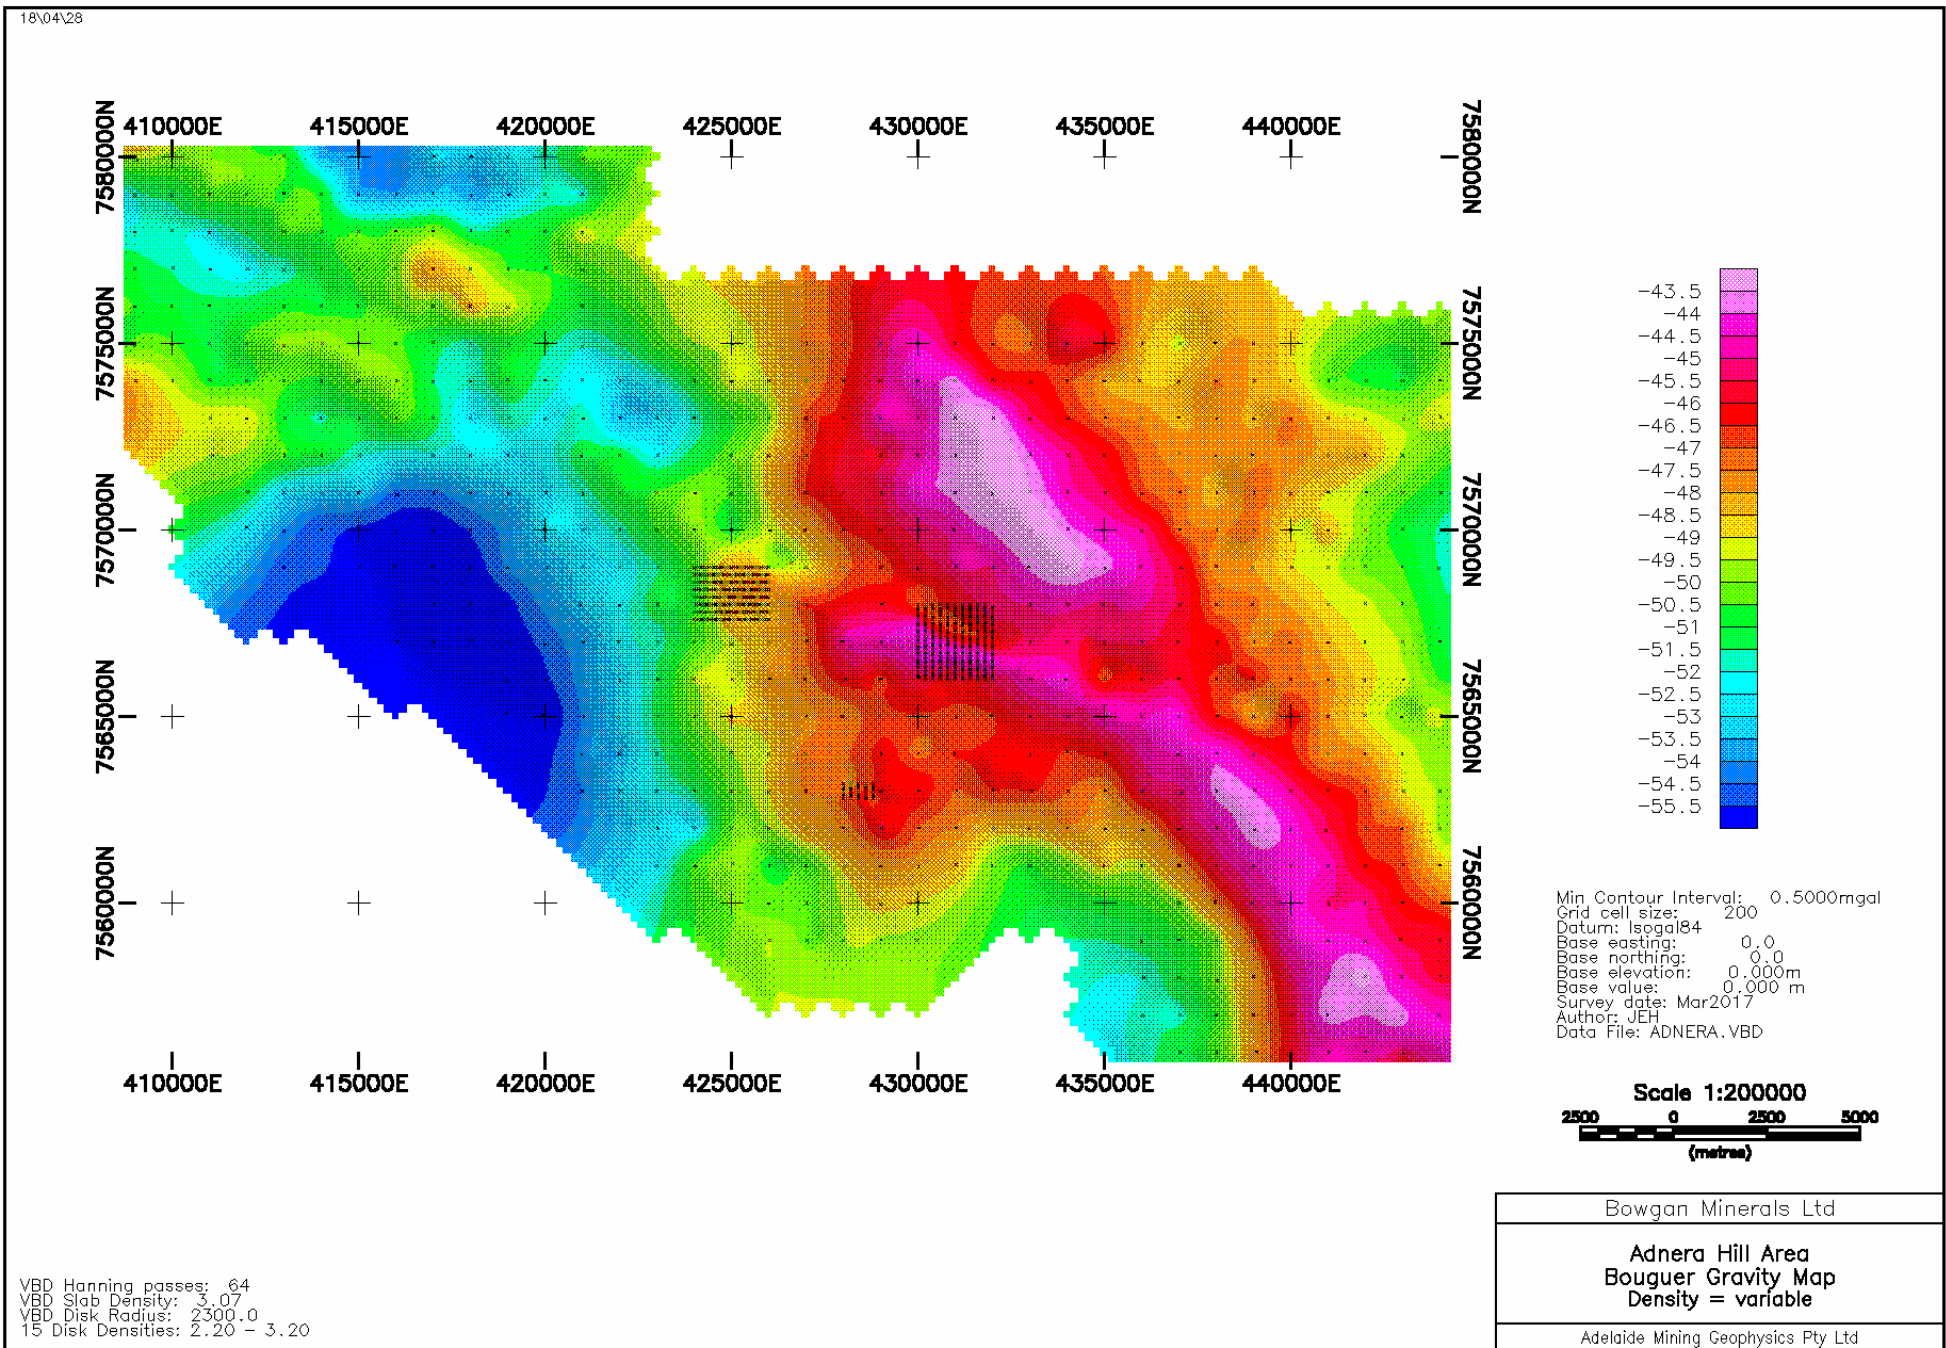 18\04\28
410000E 415000E 420000E 425000E 430000E 435000E 440000E
7580000N 7580000N
7575000N 7575000N
7570000N 7570000N
7565000N 7565000N
7560000N 7560000N
410000E 415000E 420000E 425000E 430000E 435000E 440000E
-43.5
-44
-44.5
-45
-45.5
-46
-46.5
-47
-47.5
-48
-48.5
-49
-49.5
-50
-50.5
-51
-51.5
-52
-52.5
-53
-53.5
-54
-54.5
-55.5
Min Contour Interval: 0.5000mgal
Grid cell size: 200
Datum: Isogal84
Base easting: 0.0
Base northing: 0.0
Base elevation: 0.000m
Base value: 0.000 m
Survey date: Mar2017
Author: JEH
Data File: ADNERA.VBD
Scale 1:200000
2500 0 2500 5000
(metres)
Bowgan Minerals Ltd
Adnera Hill Area
Bouguer Gravity Map
Density = variable
Adelaide Mining Geophysics Pty Ltd
VBD Hanning passes: 64
VBD Slab Density: 3.07
VBD Disk Radius: 2300.0
15 Disk Densities: 2.20 - 3.20